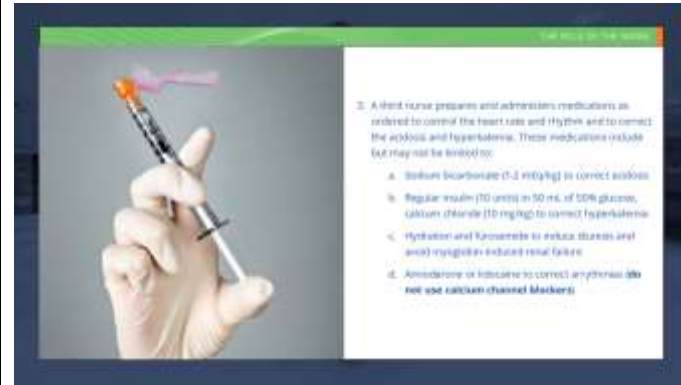 THE ROLE OF THE NURSE
3. A third nurse prepares and administers medications as
ordered to control the heart rate and rhythm and to correct
the acidosis and hyperkalemia. These medications include
but may not be limited to:
a. Sodium bicarbonate (1-2 mEq/kg) to correct acidosis
b. Regular insulin (10 units) in 50 mL of 50% glucose,
calcium chloride (10 mg/kg) to correct hyperkalemia
c. Hydration and furosemide to induce diuresis and
avoid myoglobin-induced renal failure
d. Amiodarone or lidocaine to correct arrythmias (do
not use calcium channel blockers)